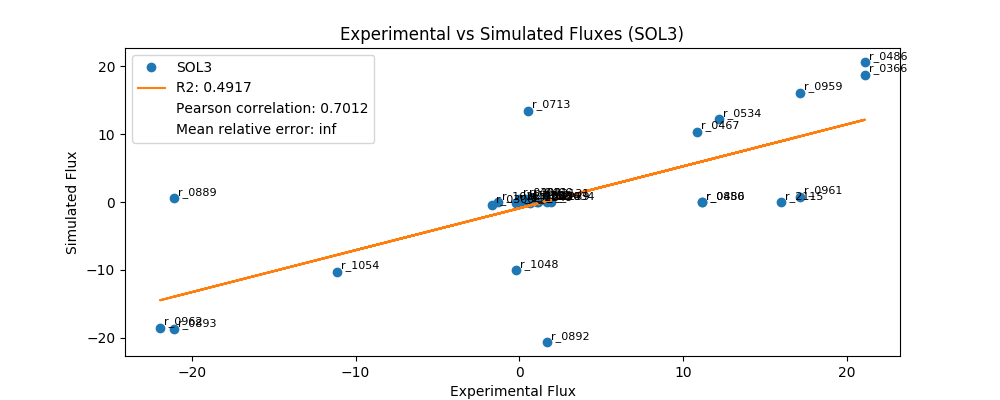 Experimental vs Simulated Fluxes (SOL3)
SOL3
R2: 0.4917
Pearson correlation: 0.7012
Mean relative error: inf
r_0486
r_0366
r_0959
r_0713
r_0534
r_0467
r_0889
r_0961
r_2115
r_1054
r_1048
r_0962
r_0893
r_0892
20
10
0
−10
−20
−20
−10
0
10
20
Simulated Flux
Experimental Flux